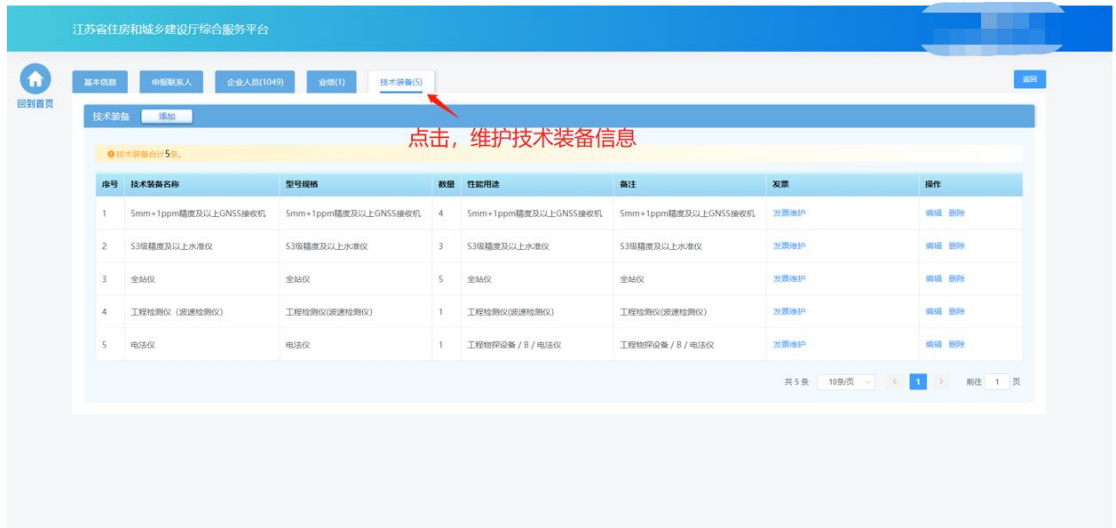 江苏省住房和城乡建设厅综合服务平台
回到首页
基本信息 申报联系人 企业人员(1049) 业绩(1) 技术装备(5) 返回
技术装备 添加
点击，维护技术装备信息
技术装备合计5条。
序号 技术装备名称 型号规格 数量 性能用途 备注 发票 操作
1 5mm+1ppm精度及以上GNSS接收机 5mm+1ppm精度及以上GNSS接收机 4 5mm+1ppm精度及以上GNSS接收机 5mm+1ppm精度及以上GNSS接收机 发票维护 编辑 删除
2 S3级精度及以上水准仪 S3级精度及以上水准仪 3 S3级精度及以上水准仪 S3级精度及以上水准仪 发票维护 编辑 删除
3 全站仪 全站仪 5 全站仪 全站仪 发票维护 编辑 删除
4 工程检测仪（波速检测仪） 工程检测仪(波速检测仪) 1 工程检测仪(波速检测仪) 工程检测仪(波速检测仪) 发票维护 编辑 删除
5 电法仪 电法仪 1 工程物探设备 / B / 电法仪 工程物探设备 / B / 电法仪 发票维护 编辑 删除
共 5 条 10条/页 1 前往 1 页